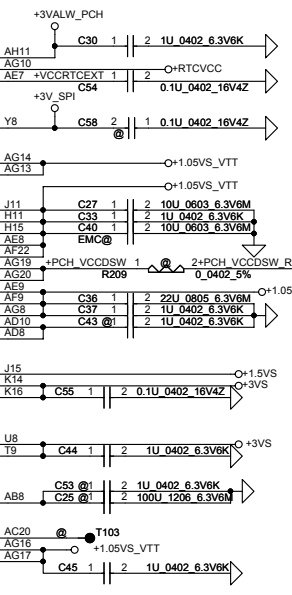 +3VALW_PCH
C30 1 2 1U_0402_6.3V6K
AH11
AG10 +RTCVCC
AE7 +VCCRTCEXT 1 2
C54 0.1U_0402_16V4Z
+3V_SPI
Y8 C58 2 1 0.1U_0402_16V4Z
@
AG14
AG13 +1.05VS_VTT
+1.05VS_VTT
J11 C27 1 2 10U_0603_6.3V6M
H11 C33 1 2 1U_0402_6.3V6K
H15 C40 1 2 10U_0603_6.3V6M
AE8 EMC@
AF22
AG19 +PCH_VCCDSW 1 @ 2+PCH_VCCDSW_R
AG20 R209 0_0402_5%
AE9 +1.05
AF9 C36 1 2 22U_0805_6.3V6M
AG8 C37 1 2 1U_0402_6.3V6K
AD10 C43 @1 2 1U_0402_6.3V6K
AD8
J15 +1.5VS
K14 +3VS
K16 C55 1 2 0.1U_0402_16V4Z
U8 +3VS
T9 C44 1 2 1U_0402_6.3V6K
C53 @1 2 1U_0402_6.3V6K
AB8 C25 @1 2 100U_1206_6.3V6M
AC20 @ T103
AG16 +1.05VS_VTT
AG17
C45 1 2 1U_0402_6.3V6K